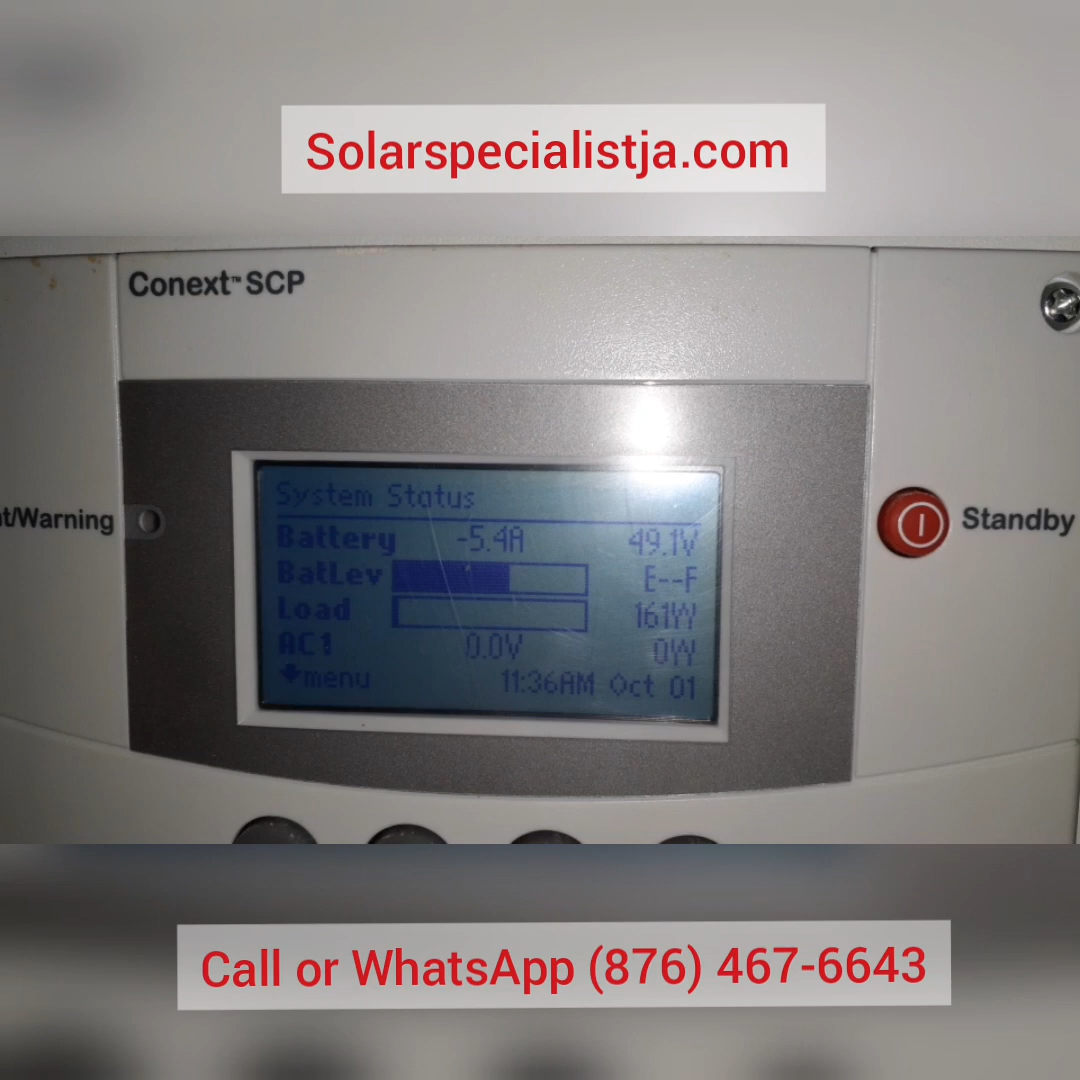 Solarspecialistja.com
Conext™ SCP
System Status
Battery -5.4A 49.1V
BatLev E--F
Load 161W
AC1 0.0V 0W
menu 11:36AM Oct 01
/Warning
Standby
Call or WhatsApp (876) 467-6643